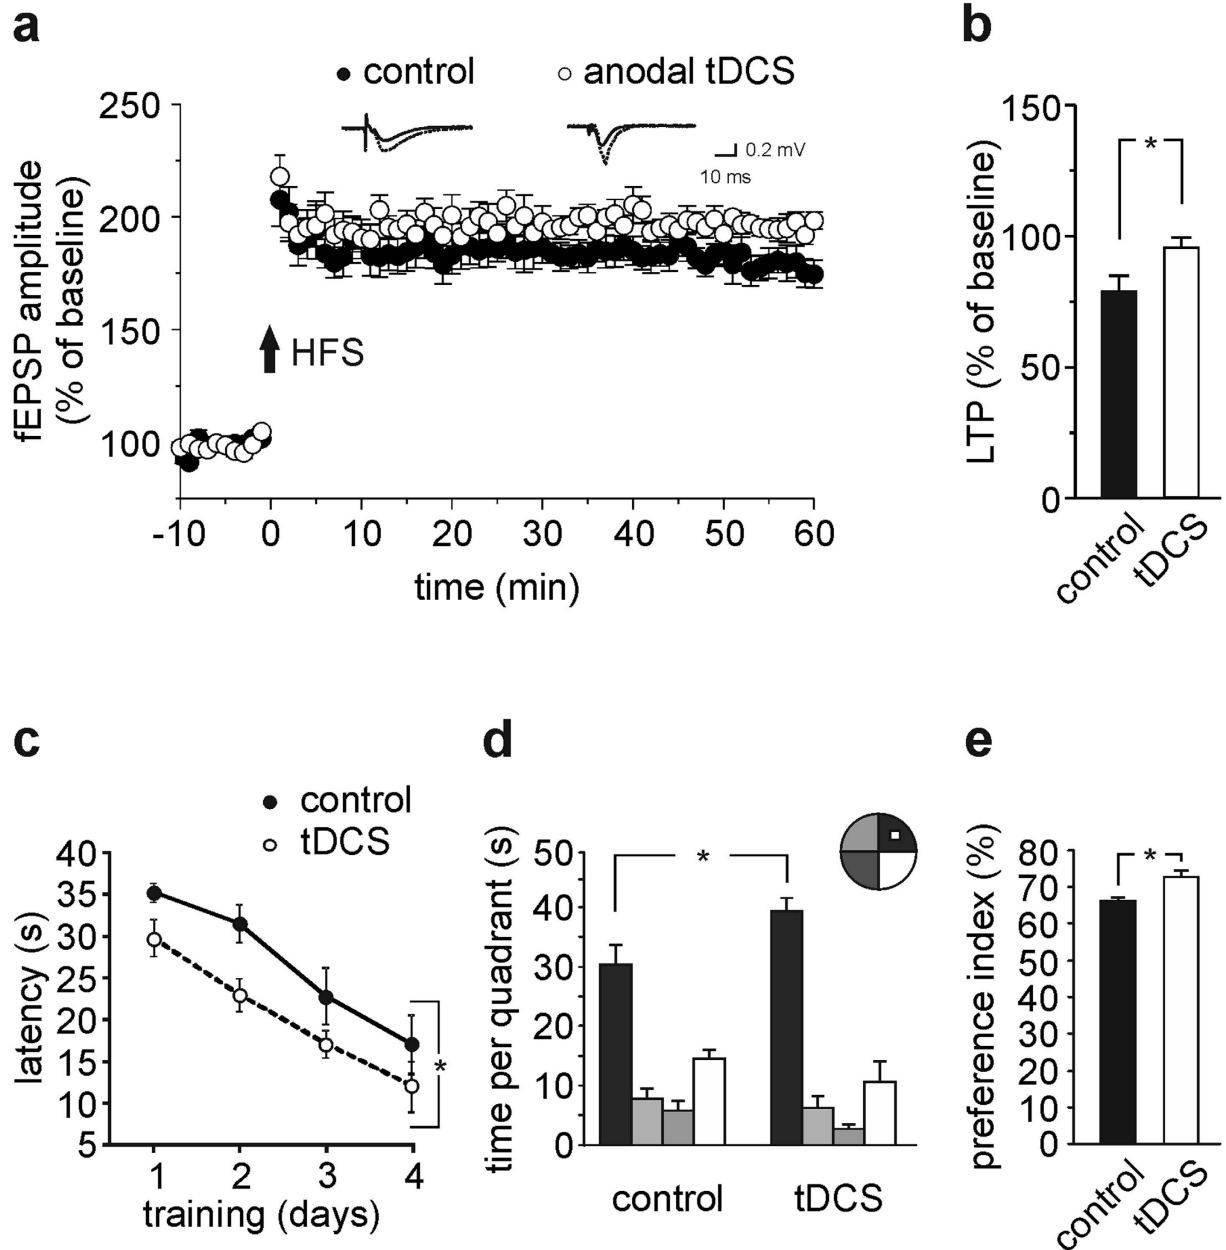 a
control
anodal tDCS
250
200
150
100
fEPSP amplitude
(% of baseline)
0.2 mV
10 ms
HFS
-10 0 10 20 30 40 50 60
time (min)
b
150
100
50
0
LTP (% of baseline)
*
control
tDCS
c
control
tDCS
40
35
30
25
20
15
10
5
latency (s)
*
1 2 3 4
training (days)
d
50
40
30
20
10
0
time per quadrant (s)
*
control tDCS
e
80
70
60
50
40
30
20
10
0
preference index (%)
*
control
tDCS